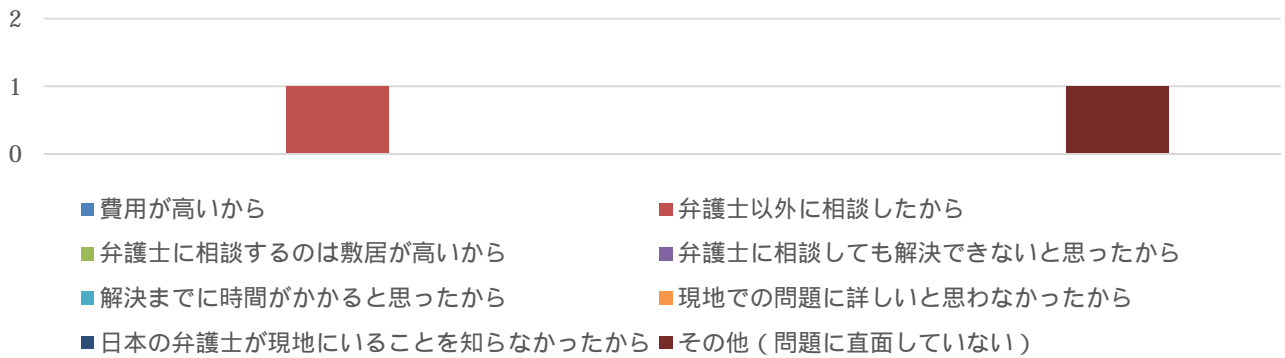 2
1
0
費用が高いから
弁護士以外に相談したから
弁護士に相談するのは敷居が高いから
弁護士に相談しても解決できないと思ったから
解決までに時間がかかると思ったから
現地での問題に詳しいと思わなかったから
日本の弁護士が現地にいることを知らなかったから
その他（問題に直面していない）